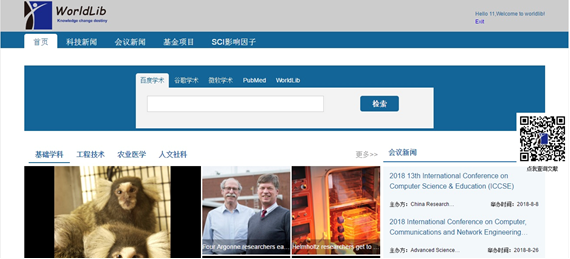 WorldLib
Knowledge change destiny
Hello 11,Welcome to worldlib!
Exit
首页 科技新闻 会议新闻 基金项目 SCI影响因子
百度学术 谷歌学术 微软学术 PubMed WorldLib
检索
点我查询文献
基础学科 工程技术 农业医学 人文社科 更多>>
会议新闻
2018 13th International Conference on
Computer Science & Education (ICCSE)
主办方：China Research... 举办时间：2018-8-8
2018 International Conference on Computer,
Communications and Network Engineering...
主办方：Advanced Science... 举办时间：2018-8-26
Four Argonne researchers ea...
Helmholtz researchers get to...